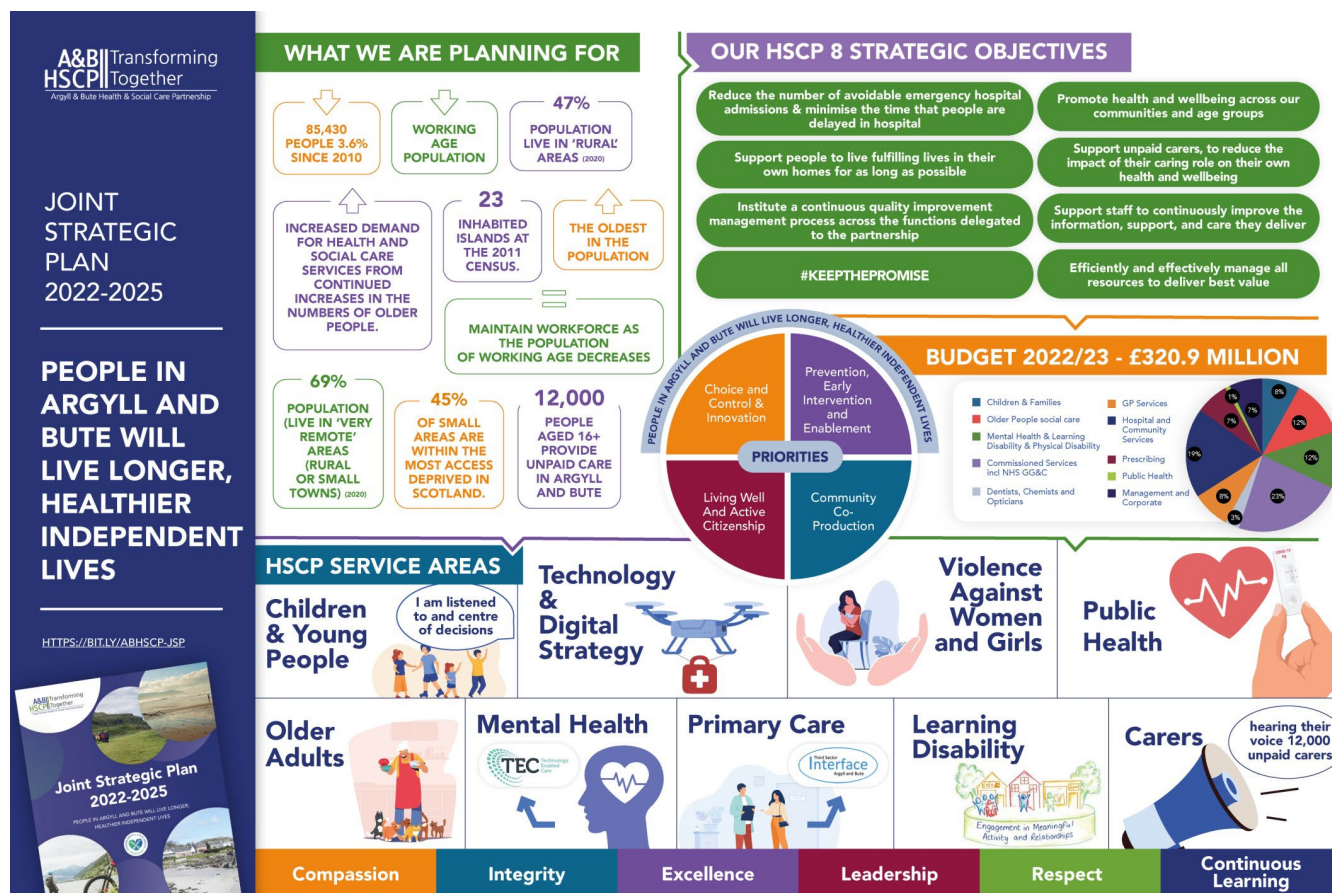 A&B Transforming
HSCP Together
Argyll & Bute Health & Social Care Partnership
JOINT
STRATEGIC
PLAN
2022-2025
PEOPLE IN
ARGYLL AND
BUTE WILL
LIVE LONGER,
HEALTHIER
INDEPENDENT
LIVES
HTTPS://BIT.LY/ABHSCP-JSP
A&B Transforming
HSCP Together
Joint Strategic Plan
2022-2025
PEOPLE IN ARGYLL AND BUTE WILL LIVE LONGER,
HEALTHIER INDEPENDENT LIVES
WHAT WE ARE PLANNING FOR
85,430
PEOPLE 3.6%
SINCE 2010
WORKING
AGE
POPULATION
47%
POPULATION
LIVE IN 'RURAL'
AREAS (2020)
INCREASED DEMAND
FOR HEALTH AND
SOCIAL CARE
SERVICES FROM
CONTINUED
INCREASES IN THE
NUMBERS OF OLDER
PEOPLE.
23
INHABITED
ISLANDS AT
THE 2011
CENSUS.
THE OLDEST
IN THE
POPULATION
MAINTAIN WORKFORCE AS
THE POPULATION
OF WORKING AGE DECREASES
69%
POPULATION
(LIVE IN 'VERY
REMOTE'
AREAS
(RURAL
OR SMALL
TOWNS) (2020)
45%
OF SMALL
AREAS ARE
WITHIN THE
MOST ACCESS
DEPRIVED IN
SCOTLAND.
12,000
PEOPLE
AGED 16+
PROVIDE
UNPAID CARE
IN ARGYLL
AND BUTE
OUR HSCP 8 STRATEGIC OBJECTIVES
Reduce the number of avoidable emergency hospital
admissions & minimise the time that people are
delayed in hospital
Promote health and wellbeing across our
communities and age groups
Support people to live fulfilling lives in their
own homes for as long as possible
Support unpaid carers, to reduce the
impact of their caring role on their own
health and wellbeing
Institute a continuous quality improvement
management process across the functions delegated
to the partnership
Support staff to continuously improve the
information, support, and care they deliver
#KEEPTHEPROMISE
Efficiently and effectively manage all
resources to deliver best value
PEOPLE IN ARGYLL AND BUTE WILL LIVE LONGER, HEALTHIER INDEPENDENT LIVES
Choice and
Control &
Innovation
Prevention,
Early
Intervention
and
Enablement
PRIORITIES
Living Well
And Active
Citizenship
Community
Co-
Production
BUDGET 2022/23 - £320.9 MILLION
Children & Families
Older People social care
Mental Health & Learning
Disability & Physical Disability
Commissioned Services
incl NHS GG&C
Dentists, Chemists and
Opticians
GP Services
Hospital and
Community
Services
Prescribing
Public Health
Management and
Corporate
8%
12%
12%
23%
3%
8%
19%
7%
1%
7%
HSCP SERVICE AREAS
Children
& Young
People
I am listened
to and centre
of decisions
Technology
&
Digital
Strategy
Violence
Against
Women
and Girls
Public
Health
Older
Adults
Mental Health
TEC Technology
Enabled
Care
Primary Care
Third Sector
Interface
Argyll and Bute
Learning
Disability
Engagement in Meaningful
Activity and Relationships
Carers
hearing their
voice 12,000
unpaid carers
Compassion
Integrity
Excellence
Leadership
Respect
Continuous
Learning